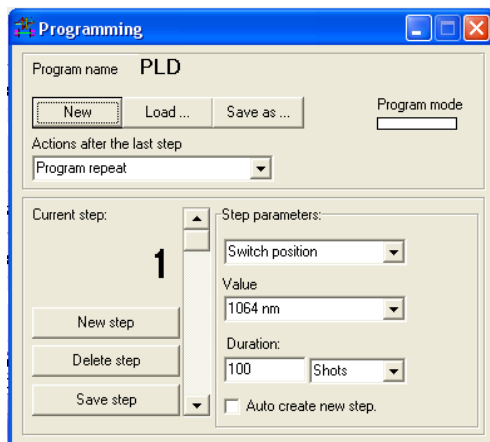 Programming
Program name PLD
New Load ... Save as ... Program mode
Actions after the last step
Program repeat
Current step: Step parameters:
Switch position
1
Value
1064 nm
New step
Duration:
Delete step 100 Shots
Save step Auto create new step.